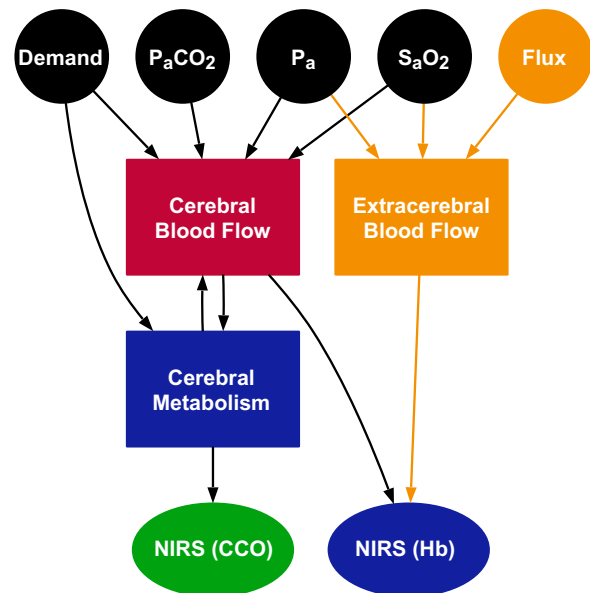 Demand
PaCO2
Pa
SaO2
Flux
Cerebral
Blood Flow
Extracerebral
Blood Flow
Cerebral
Metabolism
NIRS (CCO)
NIRS (Hb)